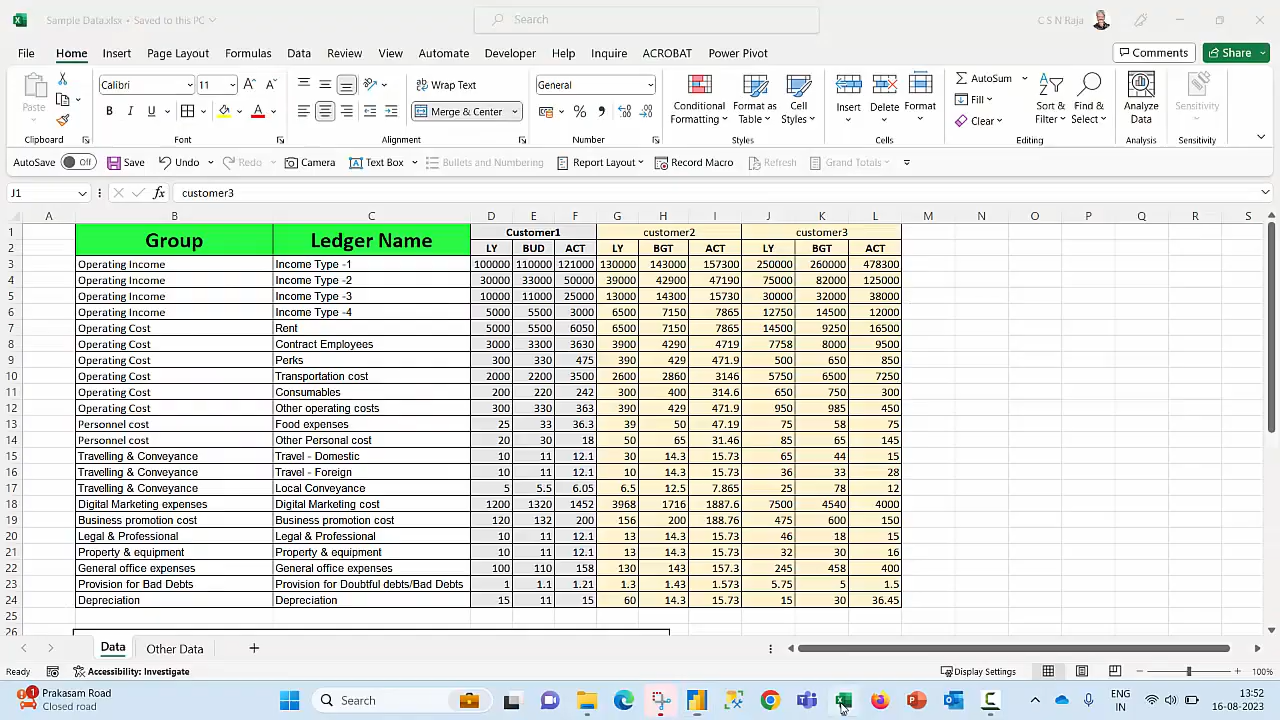 Sample Data.xlsx - Saved to this PC
Search
C S N Raja
File Home Insert Page Layout Formulas Data Review View Automate Developer Help Inquire ACROBAT Power Pivot
Comments Share
Paste
Calibri 11
Wrap Text
General
Conditional Formatting
Format as Table
Cell Styles
Insert
Delete
Format
AutoSum
Fill
Clear
Sort & Filter
Find & Select
Analyze Data
Sensitivity
B I U
Merge & Center
Clipboard Font Alignment Number Styles Cells Editing Analysis Sensitivity
AutoSave Off Save Undo Redo Camera Text Box Bullets and Numbering Report Layout Record Macro Refresh Grand Totals
J1 fx customer3
A B C D E F G H I J K L M N O P Q R S
1 Group Ledger Name Customer1 customer2 customer3
2 LY BUD ACT LY BGT ACT LY BGT ACT
3 Operating Income Income Type -1 100000 110000 121000 130000 143000 157300 250000 260000 478300
4 Operating Income Income Type -2 30000 33000 50000 39000 42900 47190 75000 82000 125000
5 Operating Income Income Type -3 10000 11000 25000 13000 14300 15730 30000 32000 38000
6 Operating Income Income Type -4 5000 5500 3000 6500 7150 7865 12750 14500 12000
7 Operating Cost Rent 5000 5500 6050 6500 7150 7865 14500 9250 16500
8 Operating Cost Contract Employees 3000 3300 3630 3900 4290 4719 7758 8000 9500
9 Operating Cost Perks 300 330 475 390 429 471.9 500 650 850
10 Operating Cost Transportation cost 2000 2200 3500 2600 2860 3146 5750 6500 7250
11 Operating Cost Consumables 200 220 242 300 400 314.6 650 750 300
12 Operating Cost Other operating costs 300 330 363 390 429 471.9 950 985 450
13 Personnel cost Food expenses 25 33 36.3 39 50 47.19 75 58 75
14 Personnel cost Other Personal cost 20 30 18 50 65 31.46 85 65 145
15 Travelling & Conveyance Travel - Domestic 10 11 12.1 30 14.3 15.73 65 44 15
16 Travelling & Conveyance Travel - Foreign 10 11 12.1 10 14.3 15.73 36 33 28
17 Travelling & Conveyance Local Conveyance 5 5.5 6.05 6.5 12.5 7.865 25 78 12
18 Digital Marketing expenses Digital Marketing cost 1200 1320 1452 3968 1716 1887.6 7500 4540 4000
19 Business promotion cost Business promotion cost 120 132 200 156 200 188.76 475 600 150
20 Legal & Professional Legal & Professional 10 11 12.1 13 14.3 15.73 46 18 15
21 Property & equipment Property & equipment 10 11 12.1 13 14.3 15.73 32 30 16
22 General office expenses General office expenses 100 110 158 130 143 157.3 245 458 400
23 Provision for Bad Debts Provision for Doubtful debts/Bad Debts 1 1.1 1.21 1.3 1.43 1.573 5.75 5 1.5
24 Depreciation Depreciation 15 11 15 60 14.3 15.73 15 30 36.45
25
26
Data Other Data
Ready Accessibility: Investigate Display Settings 100%
1 Prakasam Road
Closed road
Search
ENG
IN
13:52
16-08-2023